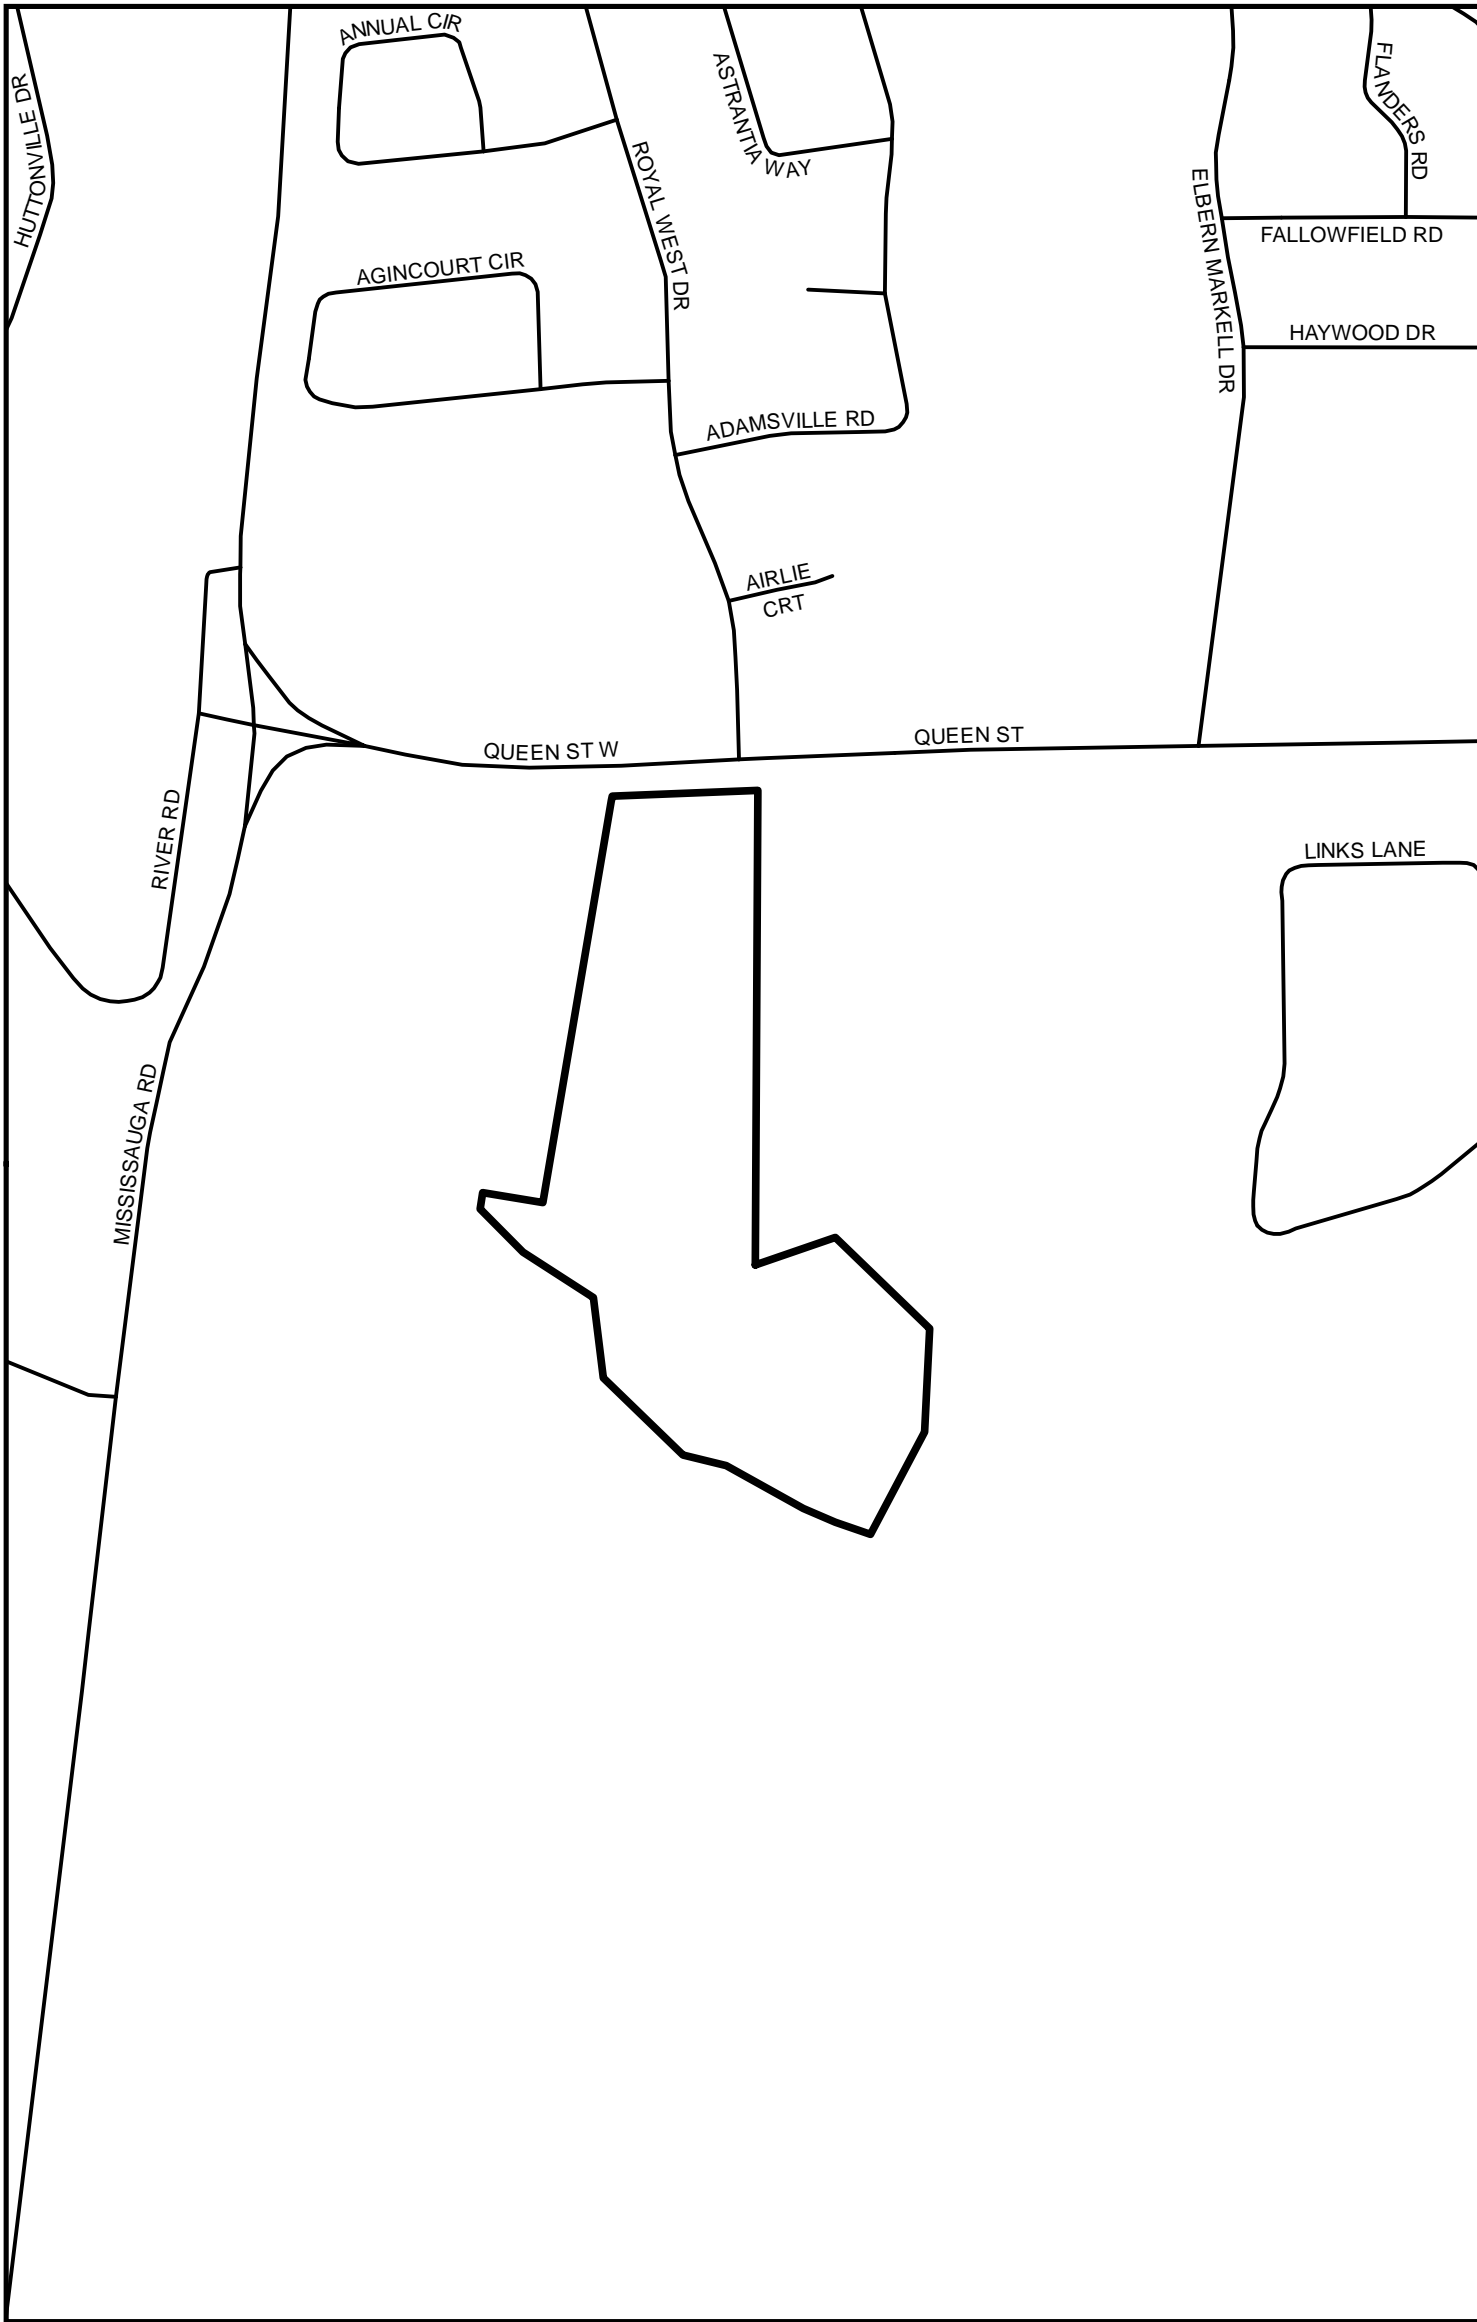 ANNUAL CIR
HUTTONVILLE DR
ASTRANTIA WAY
FLANDERS RD
ROYAL WEST DR
ELBERN MARKELL DR
FALLOWFIELD RD
AGINCOURT CIR
HAYWOOD DR
ADAMSVILLE RD
AIRLIE
CRT
QUEEN ST W
QUEEN ST
RIVER RD
LINKS LANE
MISSISSAUGA RD